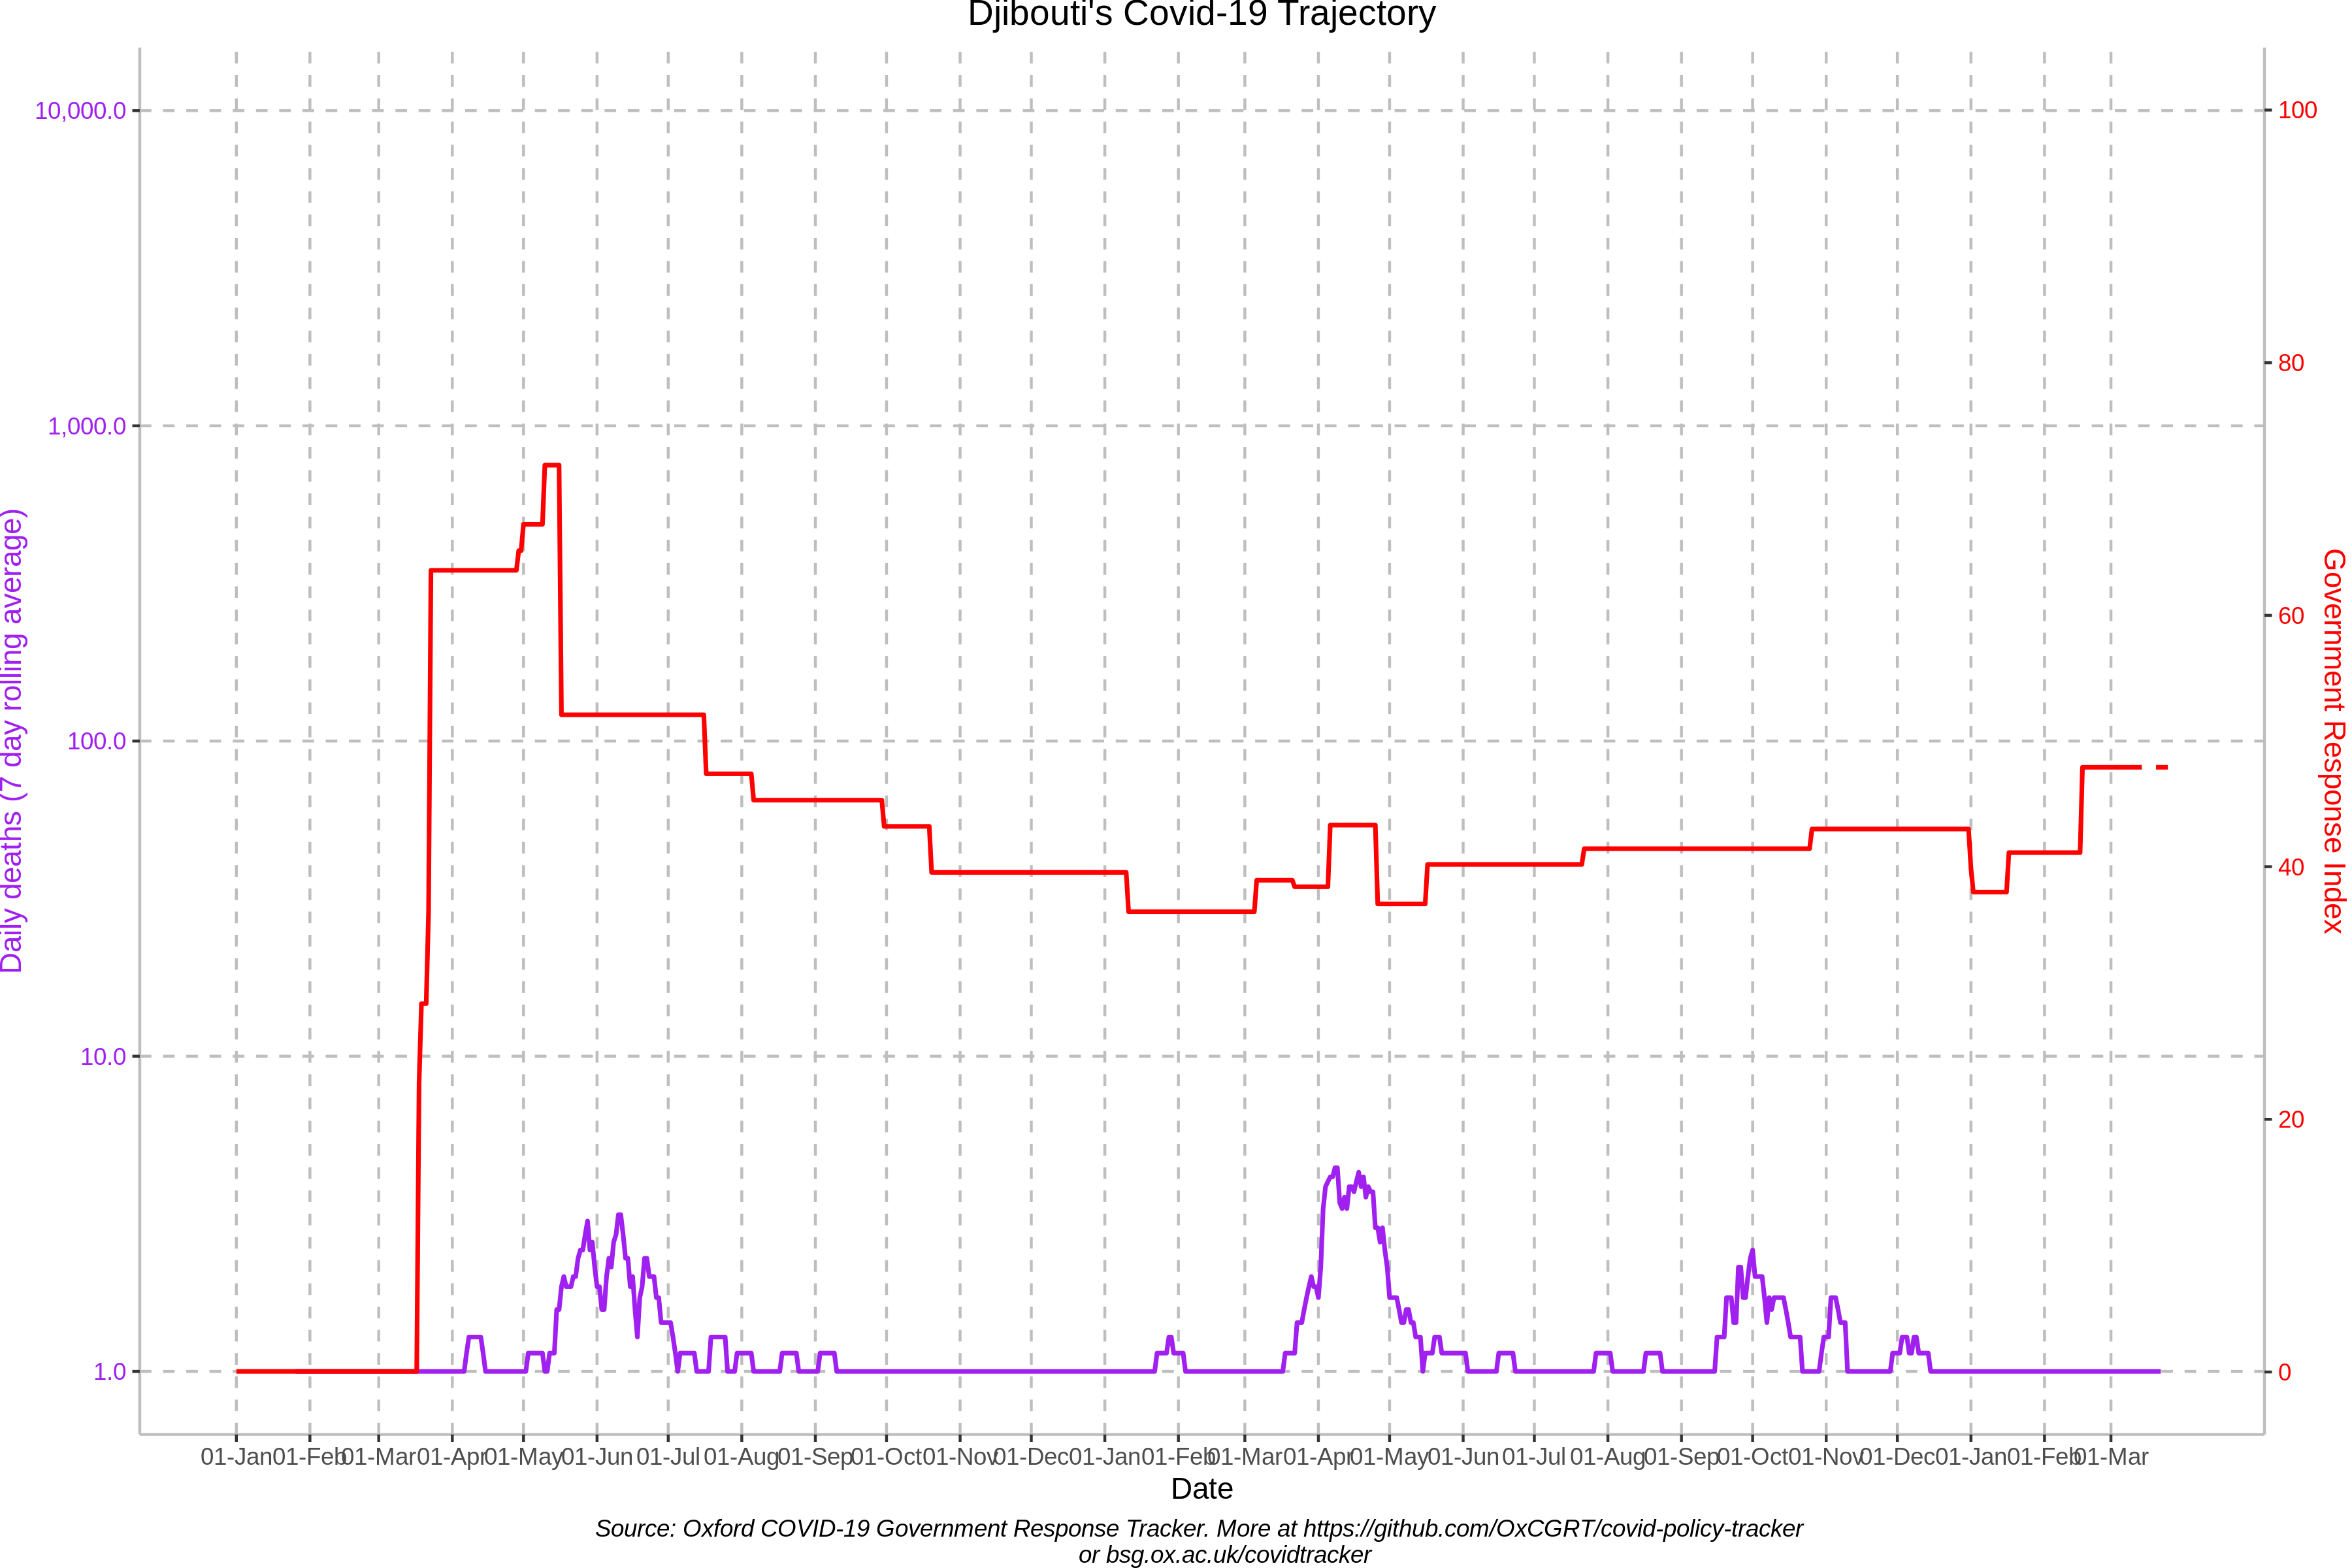 Djibouti's Covid-19 Trajectory
10,000.0
1,000.0
100.0
10.0
1.0
Daily deaths (7 day rolling average)
100
80
60
40
20
0
Government Response Index
01-Jan 01-Feb 01-Mar 01-Apr 01-May 01-Jun 01-Jul 01-Aug 01-Sep 01-Oct 01-Nov 01-Dec 01-Jan 01-Feb 01-Mar 01-Apr 01-May 01-Jun 01-Jul 01-Aug 01-Sep 01-Oct 01-Nov 01-Dec 01-Jan 01-Feb 01-Mar
Date
Source: Oxford COVID-19 Government Response Tracker. More at https://github.com/OxCGRT/covid-policy-tracker
or bsg.ox.ac.uk/covidtracker